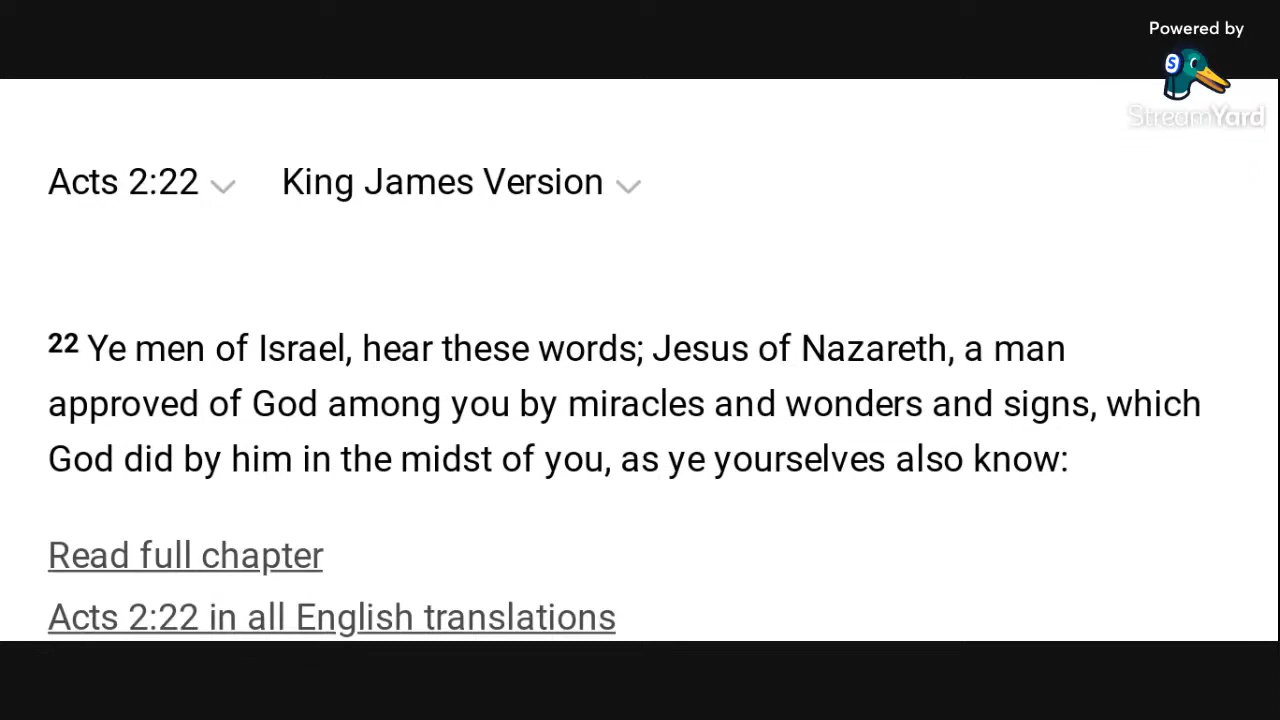 Powered by
S
StreamYard
Acts 2:22 King James Version
22 Ye men of Israel, hear these words; Jesus of Nazareth, a man
approved of God among you by miracles and wonders and signs, which
God did by him in the midst of you, as ye yourselves also know:
Read full chapter
Acts 2:22 in all English translations